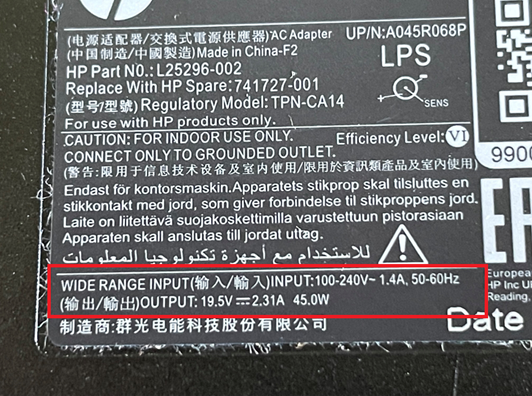 (电源适配器/交換式電源供應器)AC Adapter UP/N:A045R068P
(中国制造/中國製造)Made in China-F2 LPS
HP Part NO.: L25296-002
Replace With HP Spare: 741727-001
(型号/型號) Regulatory Model: TPN-CA14 SENS
For use with HP products only.
CAUTION: FOR INDOOR USE ONLY. Efficiency Level: VI
CONNECT ONLY TO GROUNDED OUTLET. 9900
(警告:限用于信息技术设备及室内使用/限用於資訊產品及室內使用)
Endast för kontorsmaskin.Apparatets stikprop skal tilsluttes en
stikkontakt med jord, som giver forbindelse til stikproppens jord.
Laite on liitettävä suojakoskettimilla varustettuun pistorasiaan
Apparaten skall anslutas till jordat uttag.
للاستخدام مع أجهزة تكنولوجيا المعلومات
WIDE RANGE INPUT(输入/輸入)INPUT:100-240V~ 1.4A, 50-60Hz
(输出/輸出)OUTPUT: 19.5V⎓2.31A 45.0W
制造商:群光电能科技股份有限公司
HP Inc
Reading,
Date